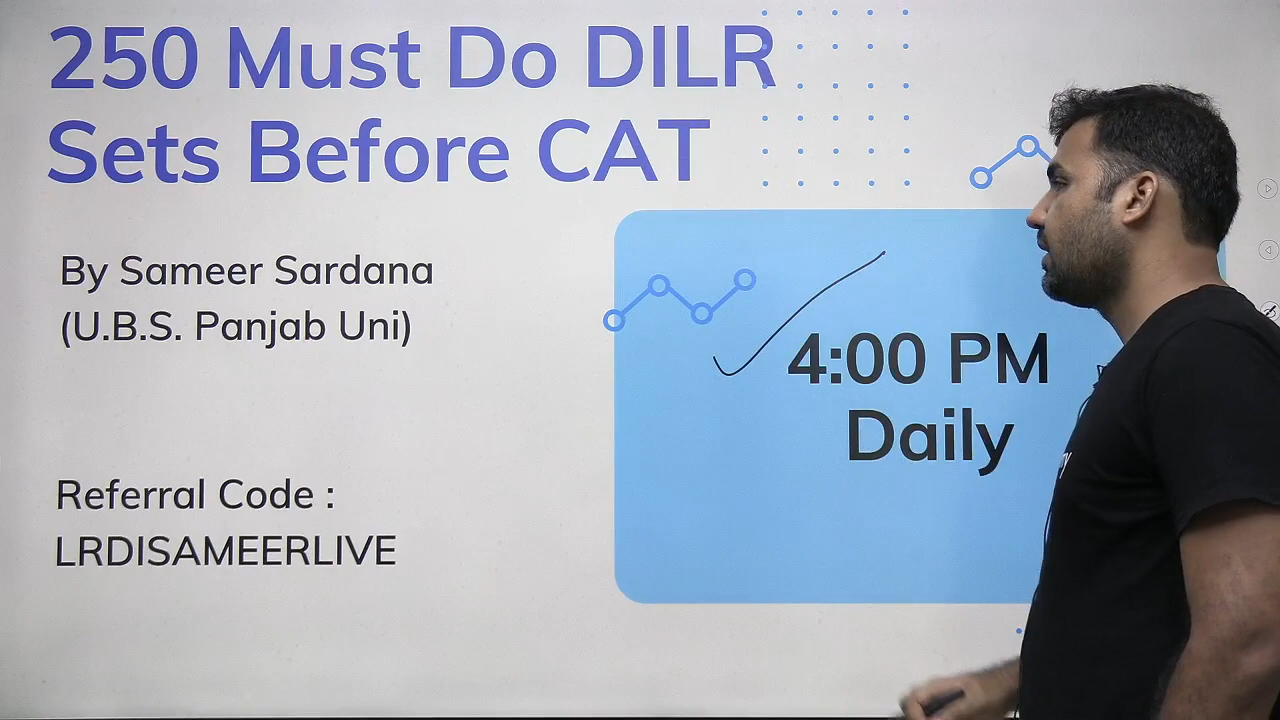 250 Must Do DILR
Sets Before CAT
By Sameer Sardana
(U.B.S. Panjab Uni)
4:00 PM
Daily
Referral Code :
LRDISAMEERLIVE